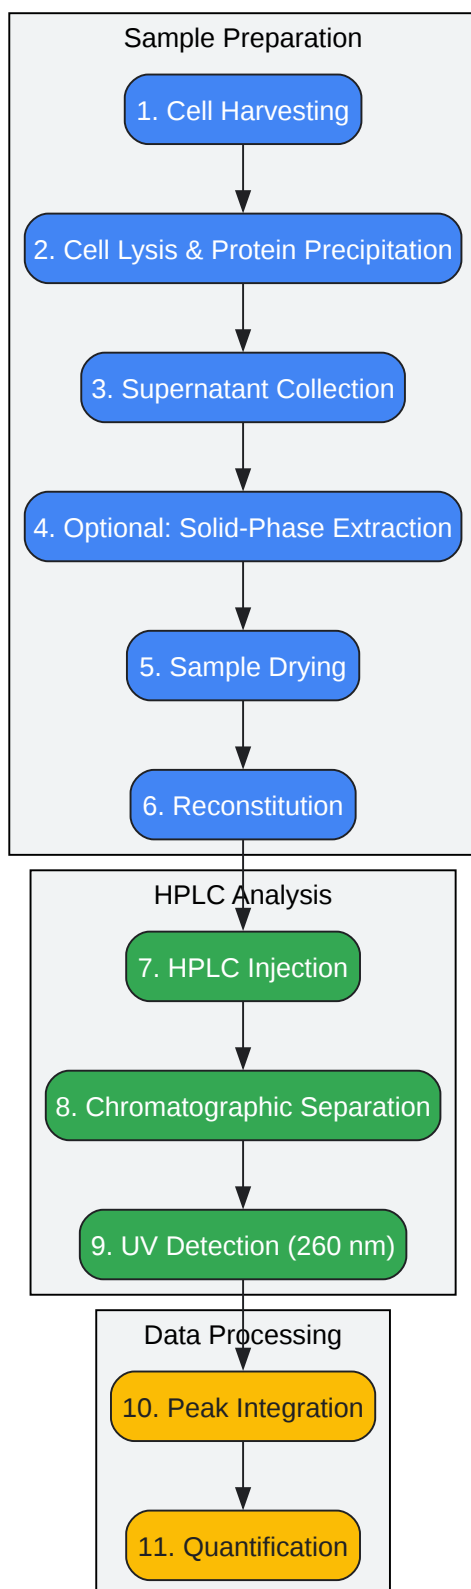 Sample Preparation
1. Cell Harvesting
2. Cell Lysis & Protein Precipitation
3. Supernatant Collection
4. Optional: Solid-Phase Extraction
5. Sample Drying
6. Reconstitution
HPLC Analysis
7. HPLC Injection
8. Chromatographic Separation
9. UV Detection (260 nm)
Data Processing
10. Peak Integration
11. Quantification